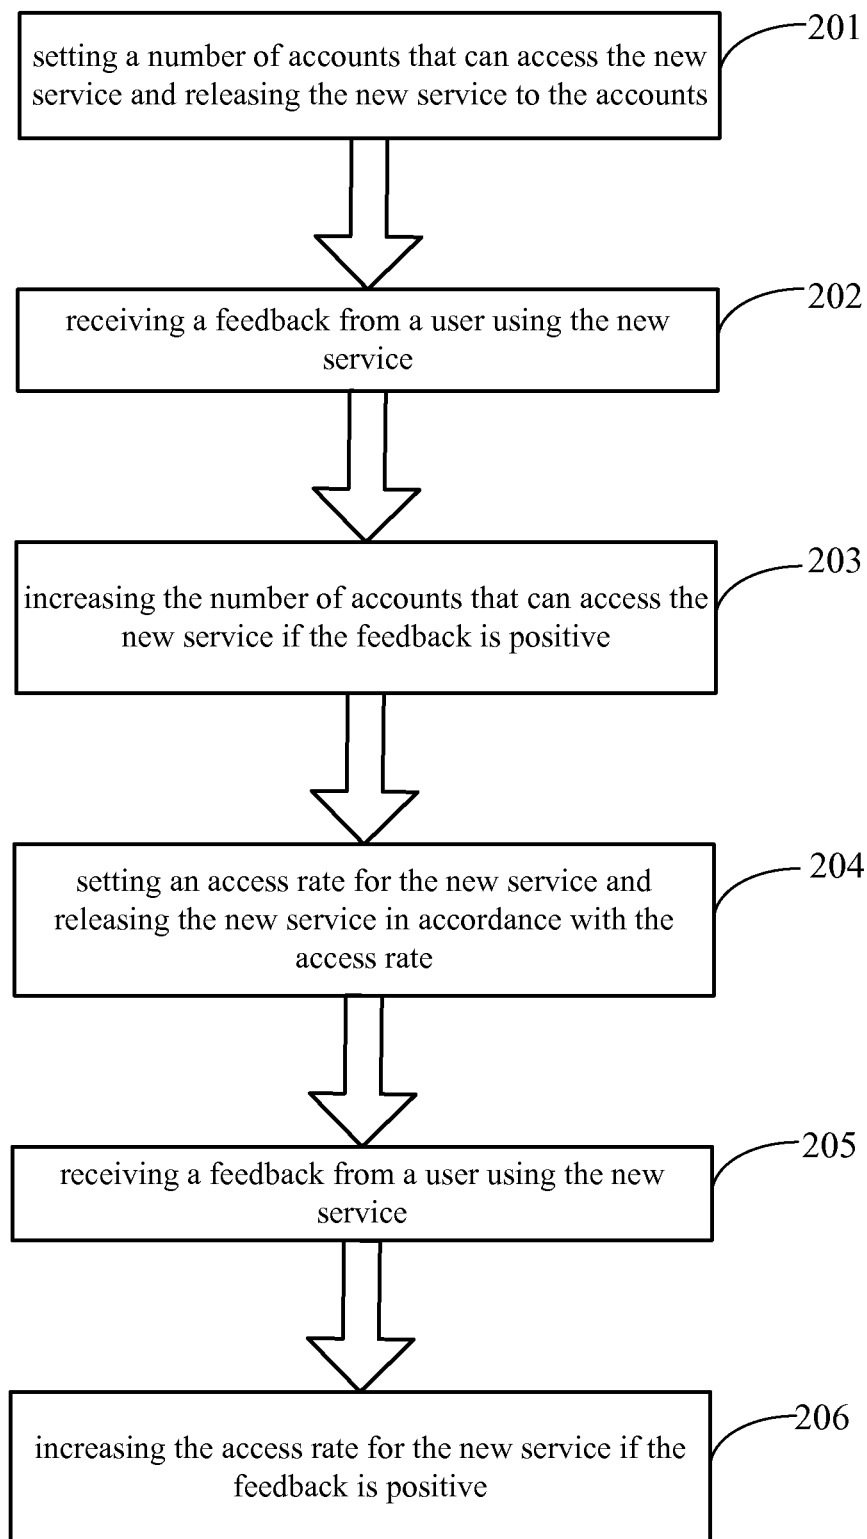 201
setting a number of accounts that can access the new
service and releasing the new service to the accounts
202
receiving a feedback from a user using the new
service
203
increasing the number of accounts that can access the
new service if the feedback is positive
204
setting an access rate for the new service and
releasing the new service in accordance with the
access rate
205
receiving a feedback from a user using the new
service
206
increasing the access rate for the new service if the
feedback is positive